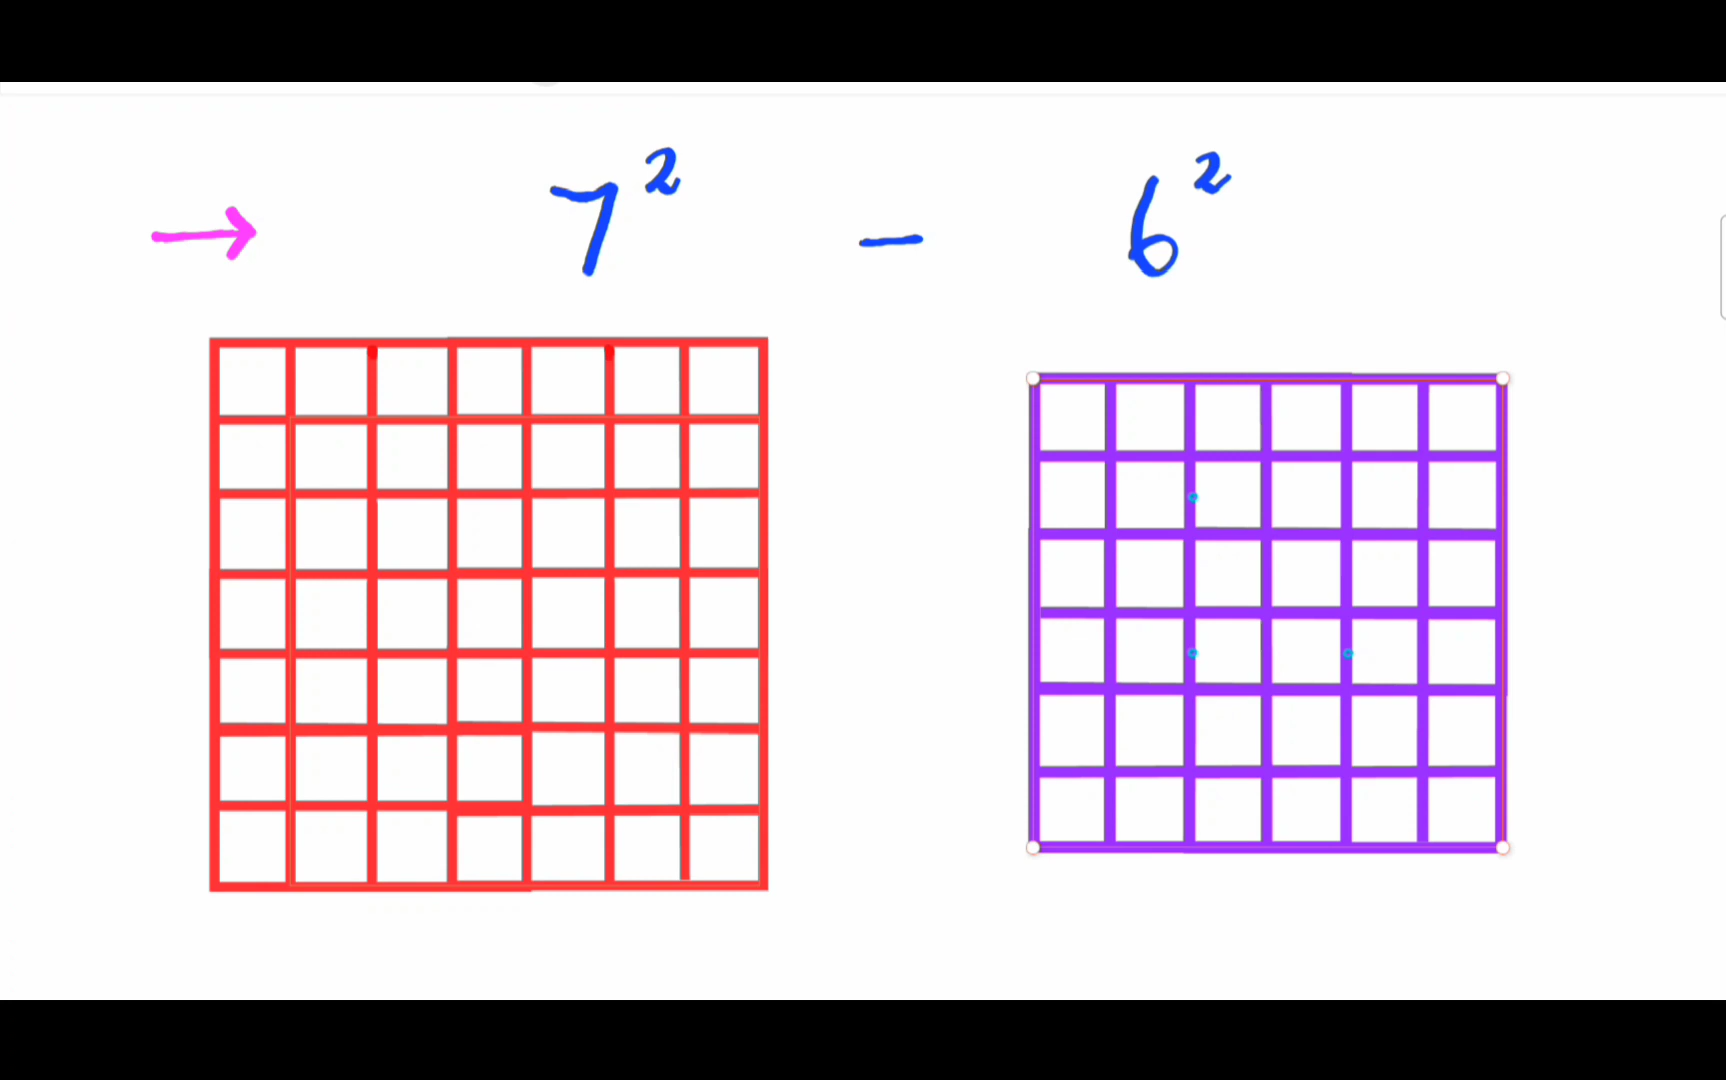 → 7² - 6²